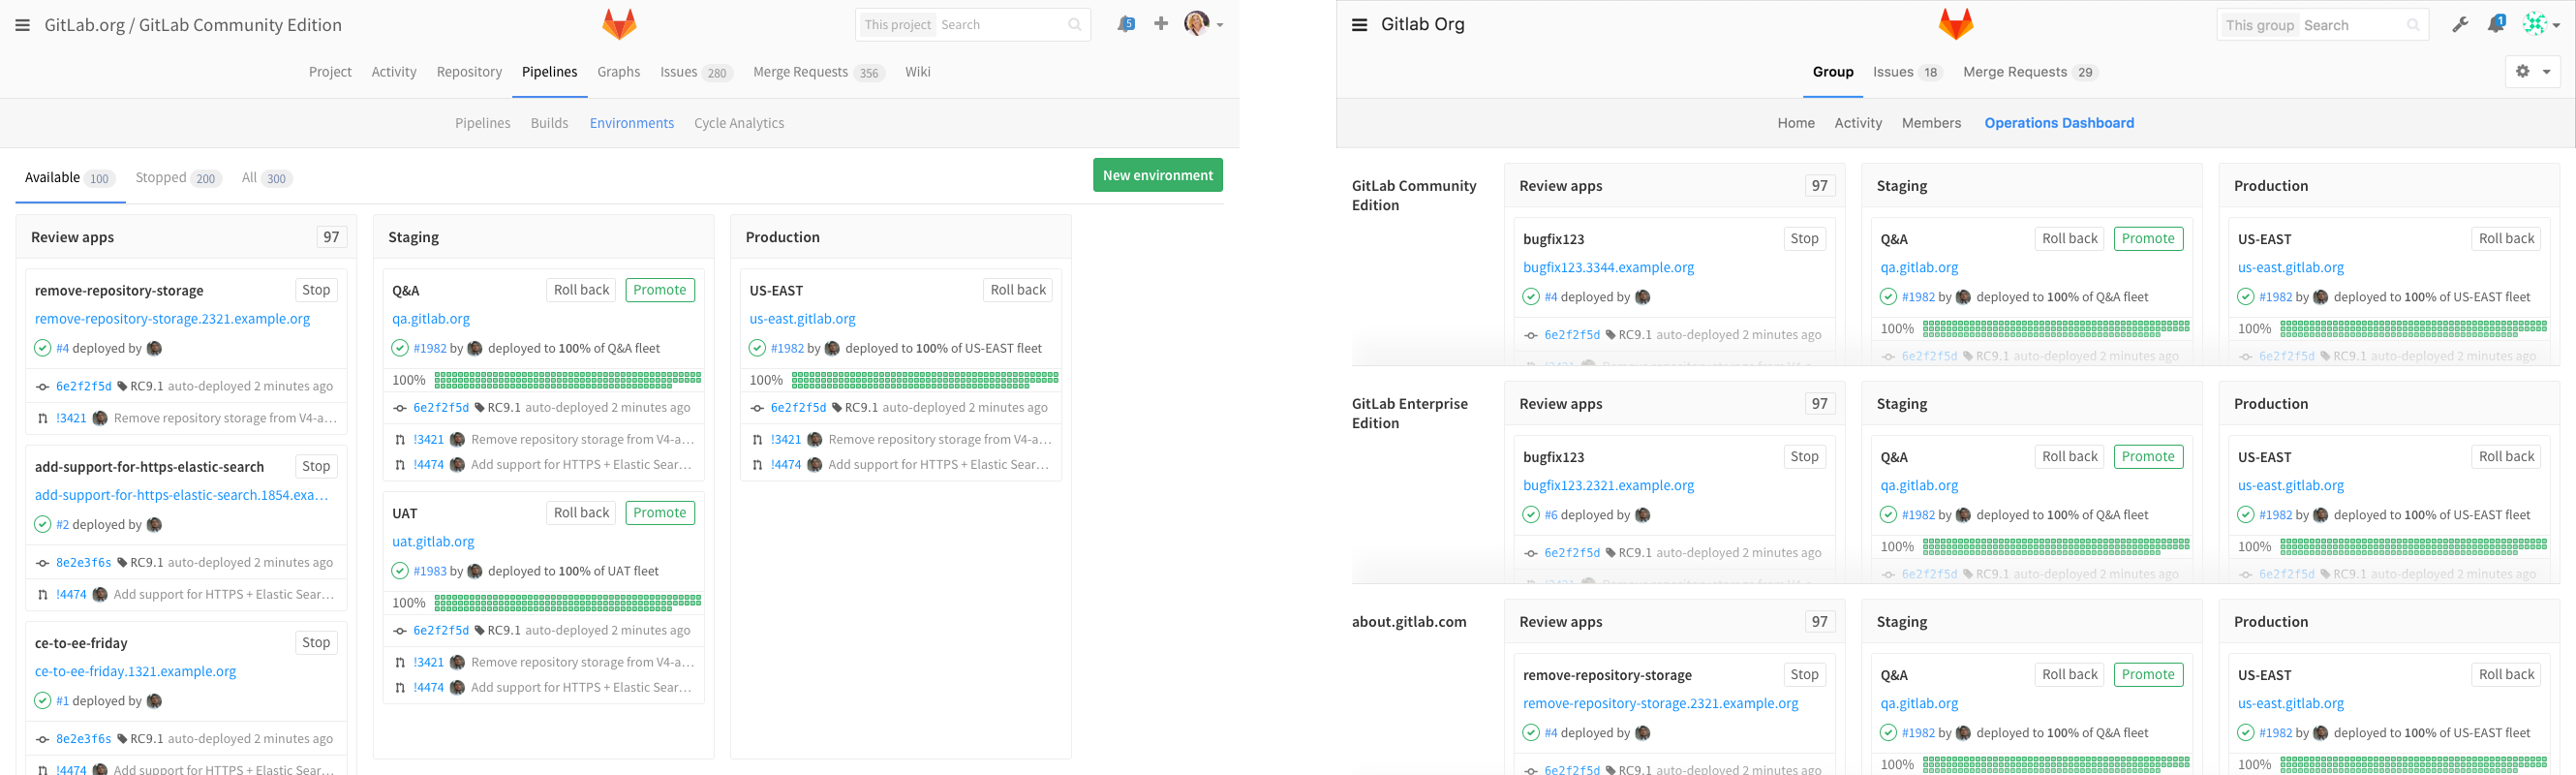 GitLab.org / GitLab Community Edition
This project Search
5
Project Activity Repository Pipelines Graphs Issues 280 Merge Requests 356 Wiki
Pipelines Builds Environments Cycle Analytics
Available 100 Stopped 200 All 300
New environment
Review apps 97
remove-repository-storage Stop
remove-repository-storage.2321.example.org
#4 deployed by
6e2f2f5d RC9.1 auto-deployed 2 minutes ago
!3421 Remove repository storage from V4-a...
add-support-for-https-elastic-search Stop
add-support-for-https-elastic-search.1854.exa...
#2 deployed by
8e2e3f6s RC9.1 auto-deployed 2 minutes ago
!4474 Add support for HTTPS + Elastic Sear...
ce-to-ee-friday Stop
ce-to-ee-friday.1321.example.org
#1 deployed by
8e2e3f6s RC9.1 auto-deployed 2 minutes ago
!4474 Add support for HTTPS + Elastic Sear...
Staging
Q&A Roll back Promote
qa.gitlab.org
#1982 by deployed to 100% of Q&A fleet
100%
6e2f2f5d RC9.1 auto-deployed 2 minutes ago
!3421 Remove repository storage from V4-a...
!4474 Add support for HTTPS + Elastic Sear...
UAT Roll back Promote
uat.gitlab.org
#1983 by deployed to 100% of UAT fleet
100%
6e2f2f5d RC9.1 auto-deployed 2 minutes ago
!3421 Remove repository storage from V4-a...
!4474 Add support for HTTPS + Elastic Sear...
Production
US-EAST Roll back
us-east.gitlab.org
#1982 by deployed to 100% of US-EAST fleet
100%
6e2f2f5d RC9.1 auto-deployed 2 minutes ago
!3421 Remove repository storage from V4-a...
!4474 Add support for HTTPS + Elastic Sear...
Gitlab Org
This group Search
1
Group Issues 18 Merge Requests 29
Home Activity Members Operations Dashboard
GitLab Community
Edition
Review apps 97
bugfix123 Stop
bugfix123.3344.example.org
#4 deployed by
6e2f2f5d RC9.1 auto-deployed 2 minutes ago
Staging
Q&A Roll back Promote
qa.gitlab.org
#1982 by deployed to 100% of Q&A fleet
100%
6e2f2f5d RC9.1 auto-deployed 2 minutes ago
Production
US-EAST Roll back
us-east.gitlab.org
#1982 by deployed to 100% of US-EAST fleet
100%
6e2f2f5d RC9.1 auto-deployed 2 minutes ago
GitLab Enterprise
Edition
Review apps 97
bugfix123 Stop
bugfix123.2321.example.org
#6 deployed by
6e2f2f5d RC9.1 auto-deployed 2 minutes ago
Staging
Q&A Roll back Promote
qa.gitlab.org
#1982 by deployed to 100% of Q&A fleet
100%
6e2f2f5d RC9.1 auto-deployed 2 minutes ago
Production
US-EAST Roll back
us-east.gitlab.org
#1982 by deployed to 100% of US-EAST fleet
100%
6e2f2f5d RC9.1 auto-deployed 2 minutes ago
about.gitlab.com
Review apps 97
remove-repository-storage Stop
remove-repository-storage.2321.example.org
#4 deployed by
6e2f2f5d RC9.1 auto-deployed 2 minutes ago
Staging
Q&A Roll back Promote
qa.gitlab.org
#1982 by deployed to 100% of Q&A fleet
100%
Production
US-EAST Roll back
us-east.gitlab.org
#1982 by deployed to 100% of US-EAST fleet
100%